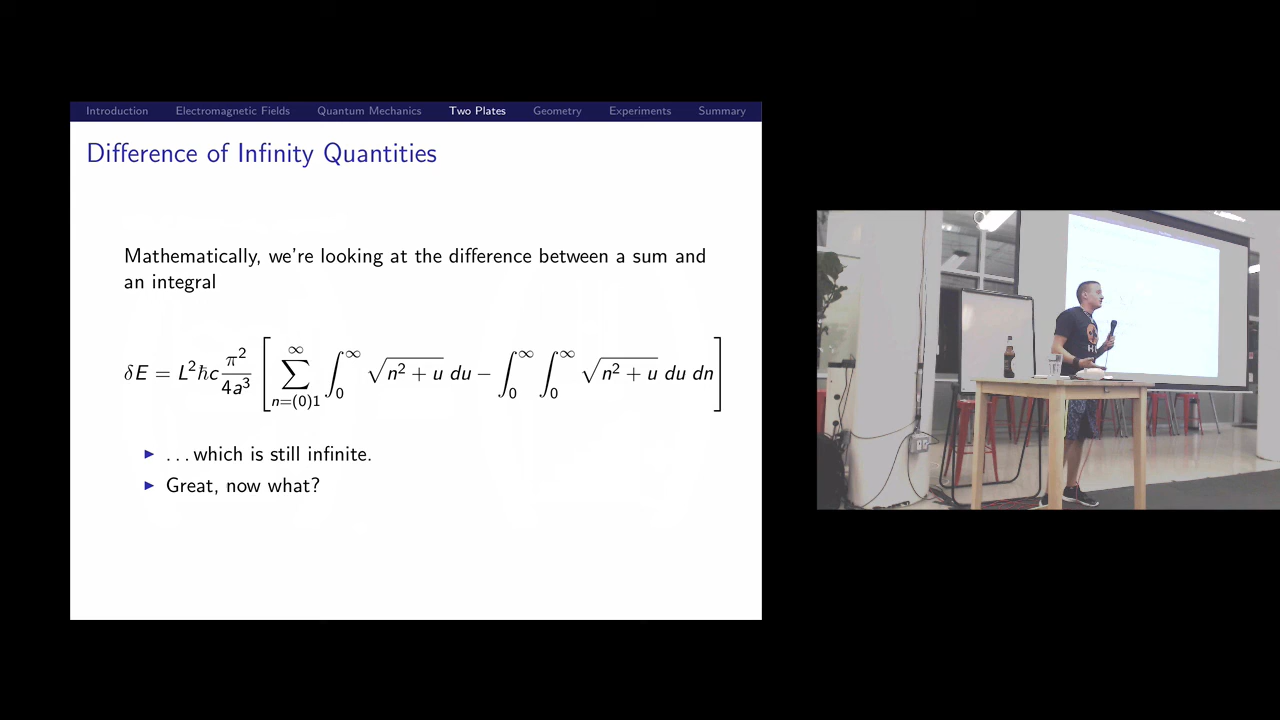 Introduction Electromagnetic Fields Quantum Mechanics Two Plates Geometry Experiments Summary
Difference of Infinity Quantities
Mathematically, we're looking at the difference between a sum and
an integral
δE = L²ħc π²/4a³ [ ∑_{n=(0)1}^{∞} ∫_0^∞ √(n² + u) du − ∫_0^∞ ∫_0^∞ √(n² + u) du dn ]
▶ ...which is still infinite.
▶ Great, now what?